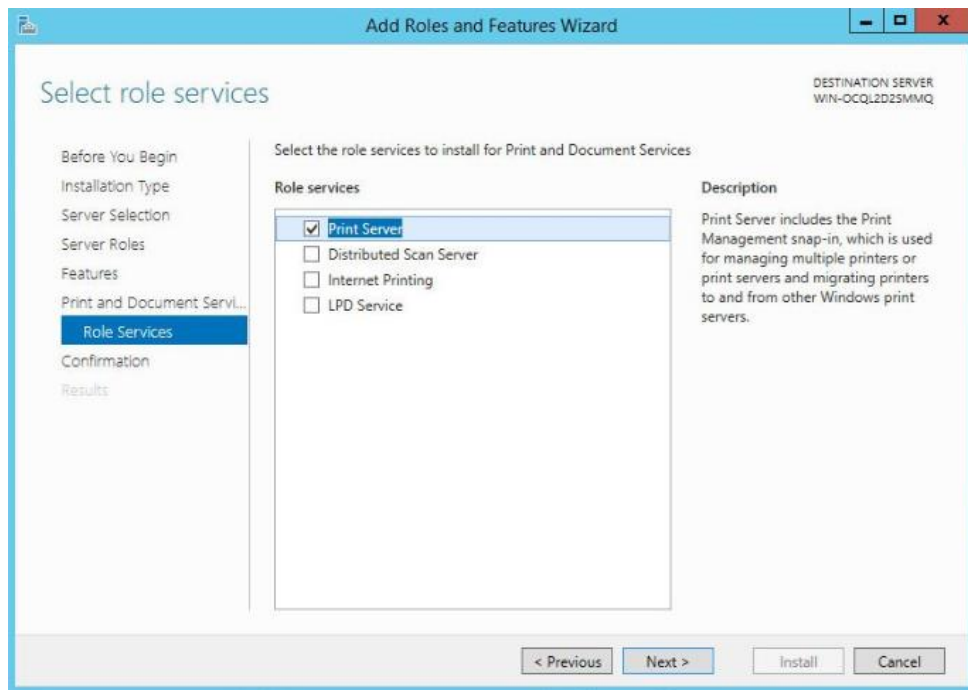 Add Roles and Features Wizard
Select role services
DESTINATION SERVER
WIN-OCQL2D2SMMQ
Before You Begin
Installation Type
Server Selection
Server Roles
Features
Print and Document Servi...
Role Services
Confirmation
Results
Select the role services to install for Print and Document Services
Role services
Print Server
Distributed Scan Server
Internet Printing
LPD Service
Description
Print Server includes the Print
Management snap-in, which is used
for managing multiple printers or
print servers and migrating printers
to and from other Windows print
servers.
< Previous
Next >
Install
Cancel